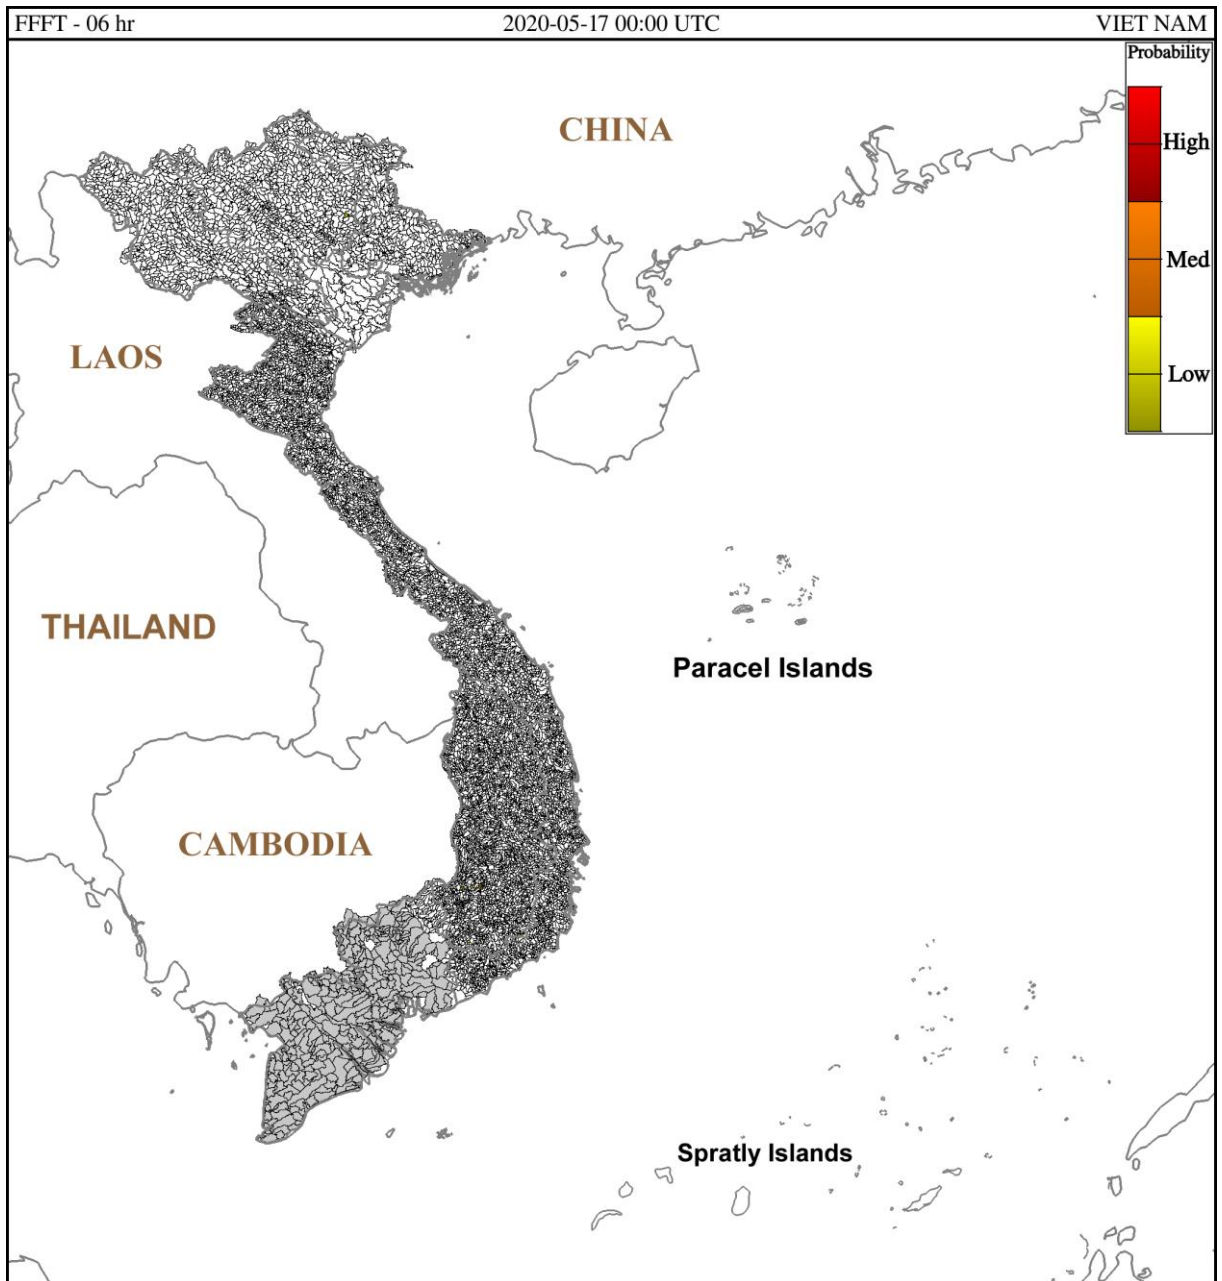 FFFT - 06 hr
2020-05-17 00:00 UTC
VIET NAM
Probability
CHINA
High
Med
LAOS
Low
THAILAND
Paracel Islands
CAMBODIA
Spratly Islands